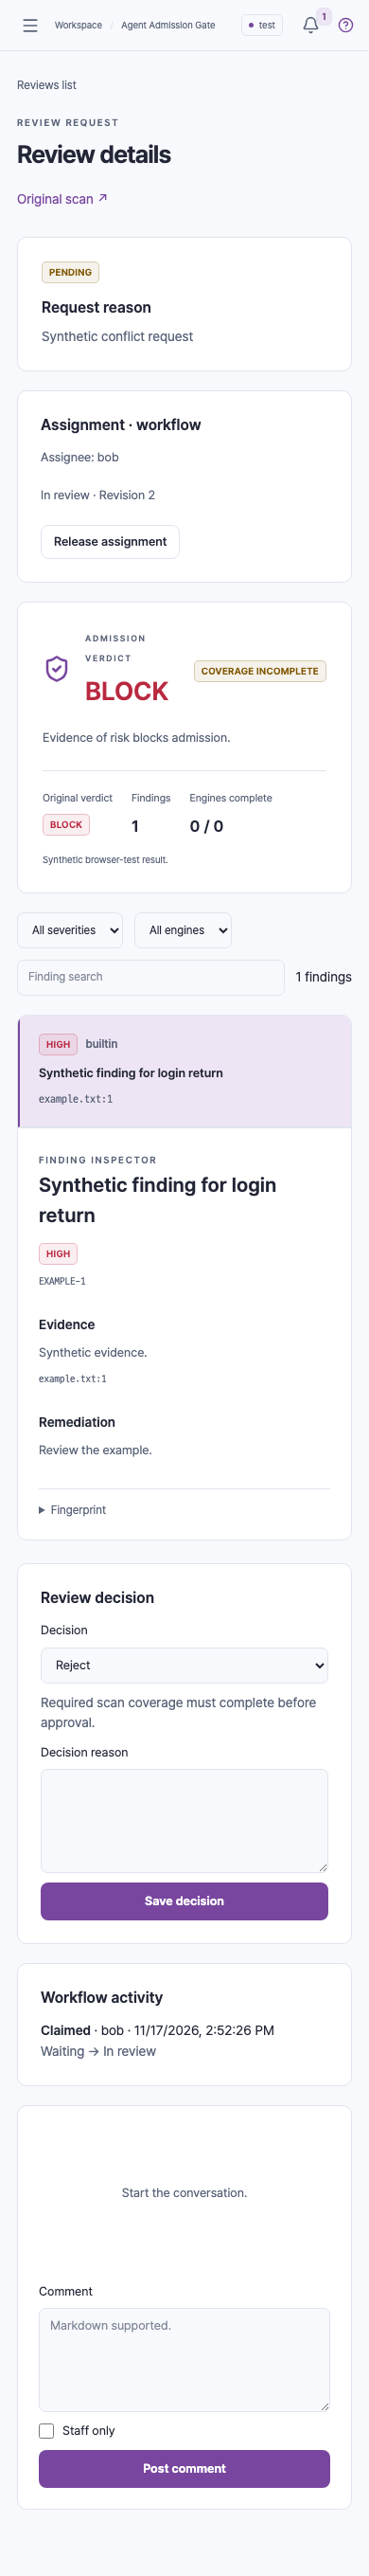 Workspace / Agent Admission Gate
test
1
Reviews list
REVIEW REQUEST
Review details
Original scan ↗
PENDING
Request reason
Synthetic conflict request
Assignment · workflow
Assignee: bob
In review · Revision 2
Release assignment
ADMISSION
VERDICT
BLOCK
COVERAGE INCOMPLETE
Evidence of risk blocks admission.
Original verdict Findings Engines complete
BLOCK 1 0 / 0
Synthetic browser-test result.
All severities All engines
Finding search 1 findings
HIGH builtin
Synthetic finding for login return
example.txt:1
FINDING INSPECTOR
Synthetic finding for login
return
HIGH
EXAMPLE-1
Evidence
Synthetic evidence.
example.txt:1
Remediation
Review the example.
Fingerprint
Review decision
Decision
Reject
Required scan coverage must complete before
approval.
Decision reason
Save decision
Workflow activity
Claimed · bob · 11/17/2026, 2:52:26 PM
Waiting → In review
Start the conversation.
Comment
Markdown supported.
Staff only
Post comment